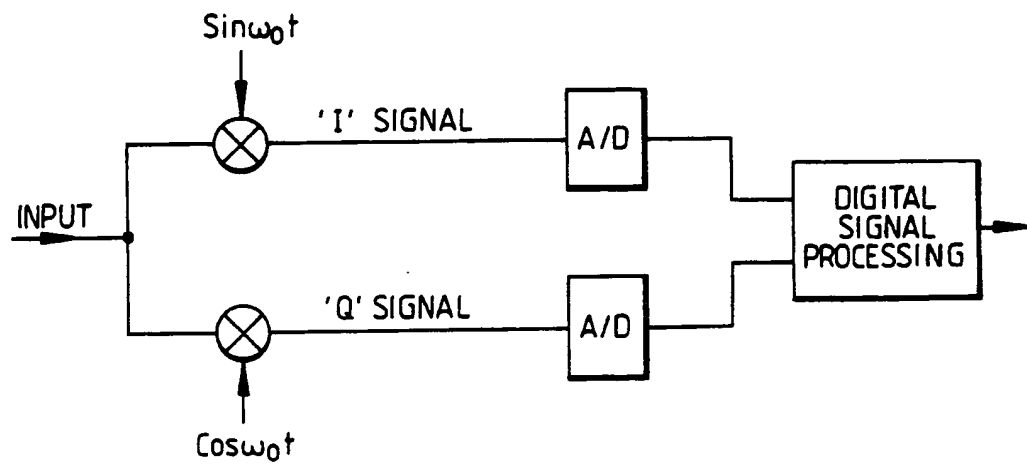 Sinω₀t
'I' SIGNAL
A/D
INPUT
DIGITAL
SIGNAL
PROCESSING
'Q' SIGNAL
A/D
Cosω₀t